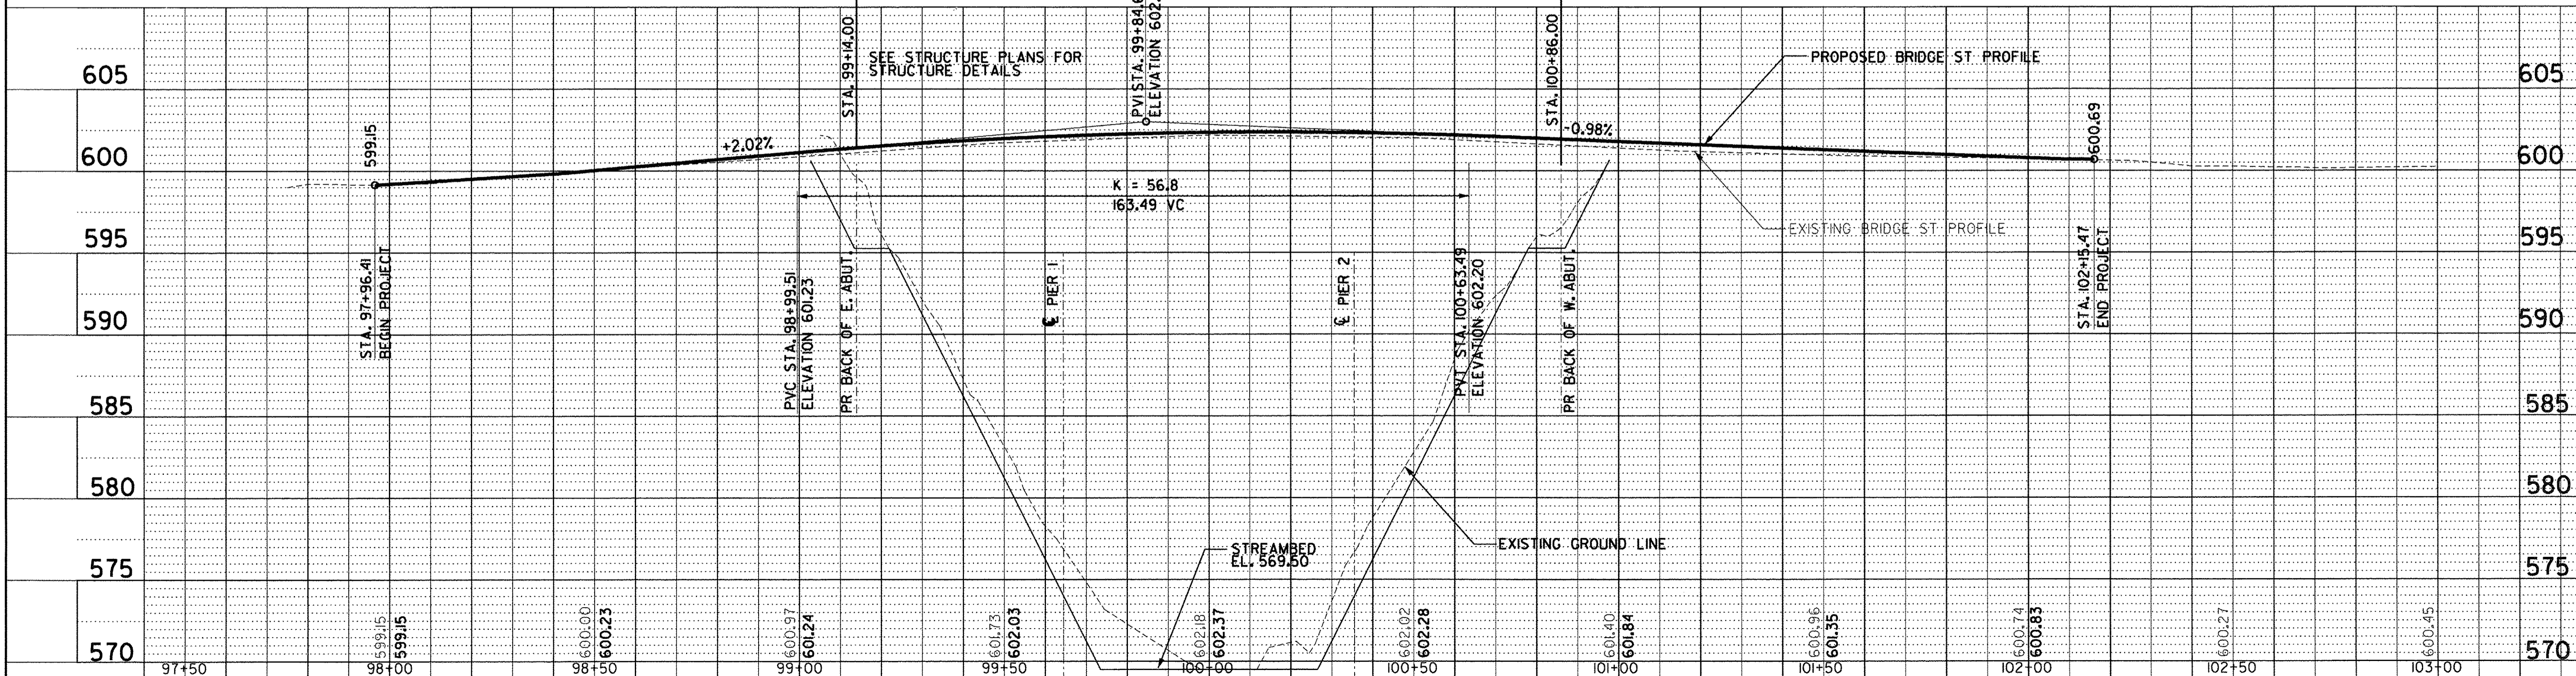 STA. 99+14.00
SEE STRUCTURE PLANS FOR
STRUCTURE DETAILS
PVI STA. 99+84.
ELEVATION 602.
STA. 100+86.00
PROPOSED BRIDGE ST PROFILE
605
605
599.15
+2.02%
-0.98%
600.69
600
600
K = 56.8
163.49 VC
EXISTING BRIDGE ST PROFILE
595
595
STA. 97+96.41
BEGIN PROJECT
PVC STA. 98+99.51
ELEVATION 601.23
PR BACK OF E. ABUT.
℄ PIER 1
℄ PIER 2
PVT STA. 100+63.49
ELEVATION 602.20
PR BACK OF W. ABUT.
STA. 102+15.47
END PROJECT
590
590
585
585
580
580
STREAMBED
EL. 569.50
EXISTING GROUND LINE
575
575
599.15
599.15
600.00
600.23
600.97
601.24
601.73
602.03
602.18
602.37
602.02
602.28
601.40
601.84
600.96
601.35
600.74
600.83
600.27
600.45
570
570
97+50 98+00 98+50 99+00 99+50 100+00 100+50 101+00 101+50 102+00 102+50 103+00